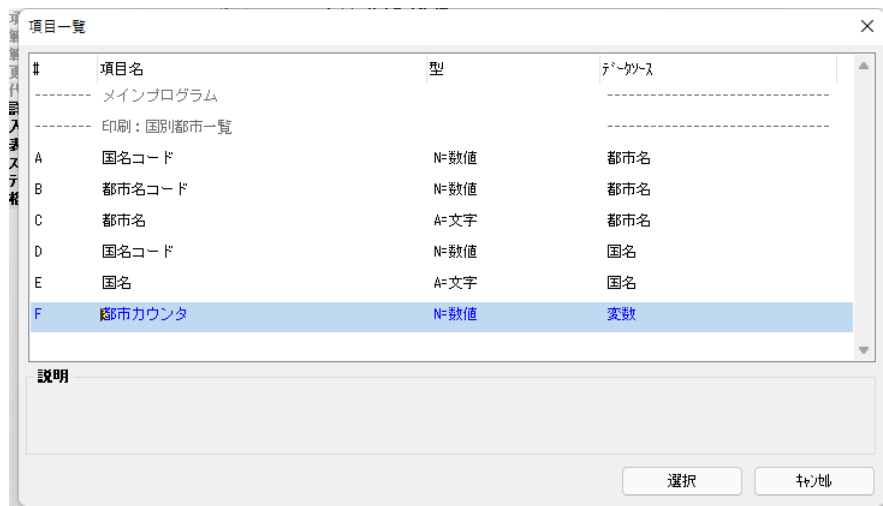 項目一覧
# 項目名 型 ﾃﾞｰﾀｿｰｽ
-------- メインプログラム ----------------------------
-------- 印刷：国別都市一覧 ----------------------------
A 国名コード N=数値 都市名
B 都市名コード N=数値 都市名
C 都市名 A=文字 都市名
D 国名コード N=数値 国名
E 国名 A=文字 国名
F 都市カウンタ N=数値 変数
説明
選択 ｷｬﾝｾﾙ